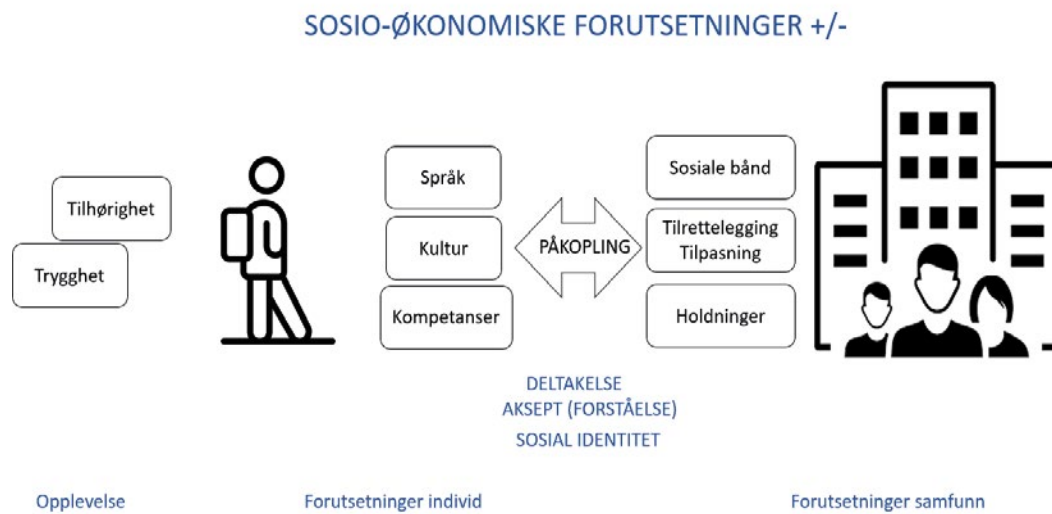 SOSIO-ØKONOMISKE FORUTSETNINGER +/-
Tilhørighet
Trygghet
Språk
Kultur
Kompetanser
PÅKOPLING
Sosiale bånd
Tilrettelegging
Tilpasning
Holdninger
DELTAKELSE
AKSEPT (FORSTÅELSE)
SOSIAL IDENTITET
Opplevelse
Forutsetninger individ
Forutsetninger samfunn